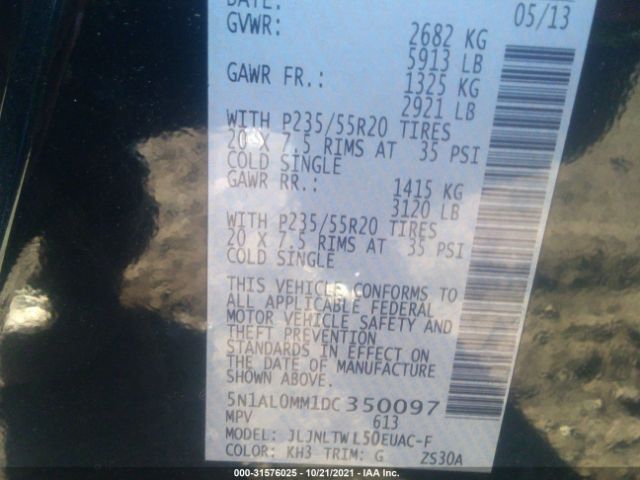 DATE:
05/13
GVWR: 2682 KG
5913 LB
GAWR FR.: 1325 KG
2921 LB
WITH P235/55R20 TIRES
20 X 7.5 RIMS AT 35 PSI
COLD SINGLE
GAWR RR.: 1415 KG
3120 LB
WITH P235/55R20 TIRES
20 X 7.5 RIMS AT 35 PSI
COLD SINGLE
THIS VEHICLE CONFORMS TO
ALL APPLICABLE FEDERAL
MOTOR VEHICLE SAFETY AND
THEFT PREVENTION
STANDARDS IN EFFECT ON
THE DATE OF MANUFACTURE
SHOWN ABOVE.
5N1AL0MM1DC350097
MPV 613
MODEL: JLJNLTWL50EUAC-F
COLOR: KH3 TRIM: G ZS30A
000-31576025 - 10/21/2021 - IAA Inc.